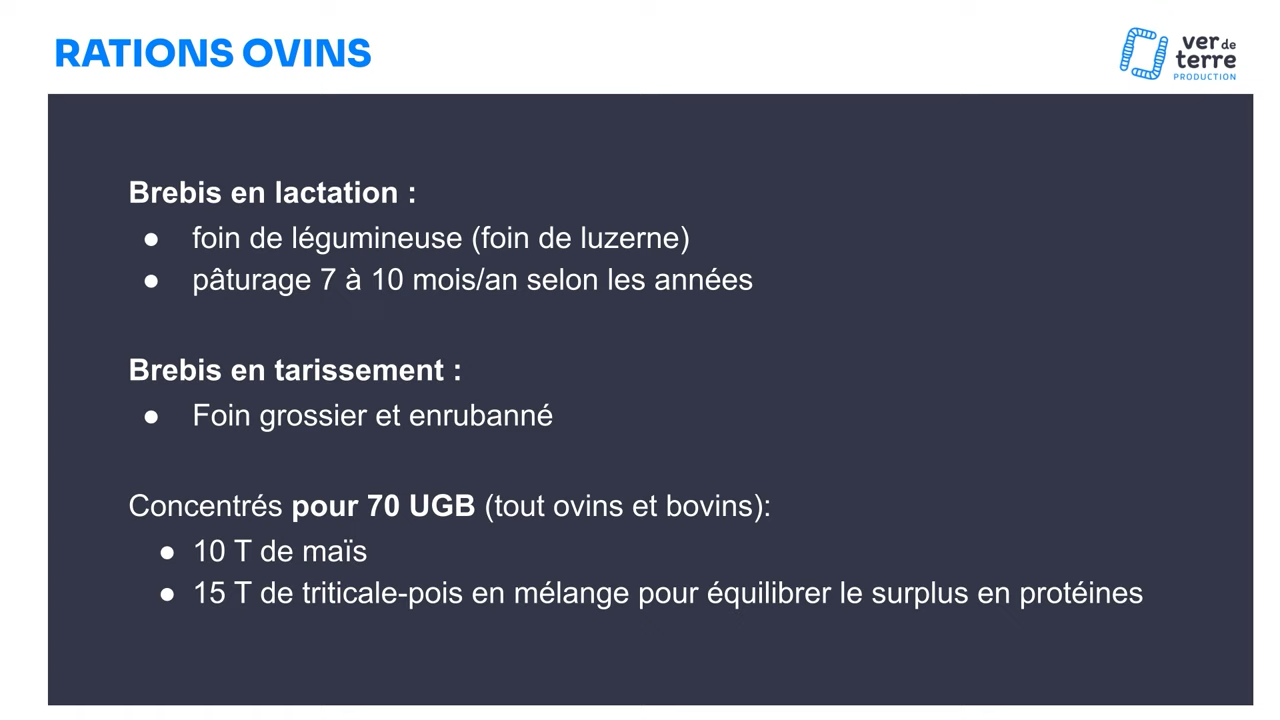 RATIONS OVINS
ver de
terre
PRODUCTION
Brebis en lactation :
● foin de légumineuse (foin de luzerne)
● pâturage 7 à 10 mois/an selon les années
Brebis en tarissement :
● Foin grossier et enrubanné
Concentrés pour 70 UGB (tout ovins et bovins):
● 10 T de maïs
● 15 T de triticale-pois en mélange pour équilibrer le surplus en protéines